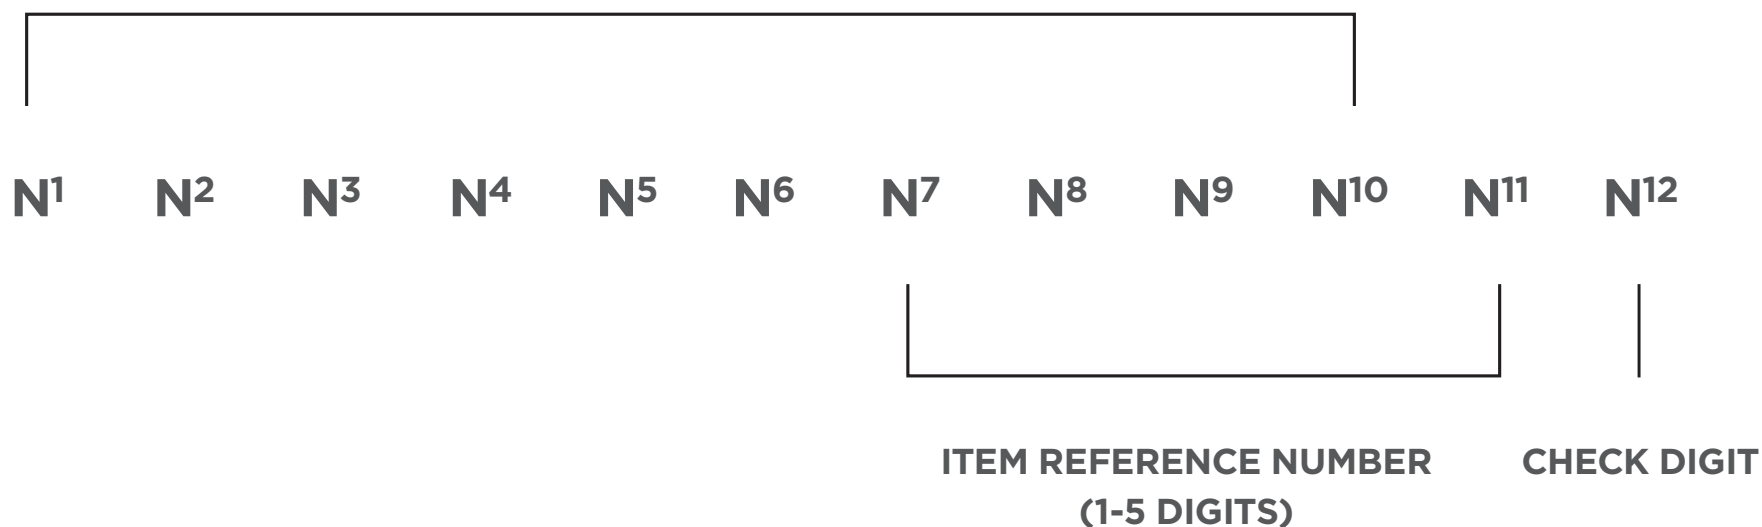 N¹ N² N³ N⁴ N⁵ N⁶ N⁷ N⁸ N⁹ N¹⁰ N¹¹ N¹²
ITEM REFERENCE NUMBER CHECK DIGIT
(1-5 DIGITS)